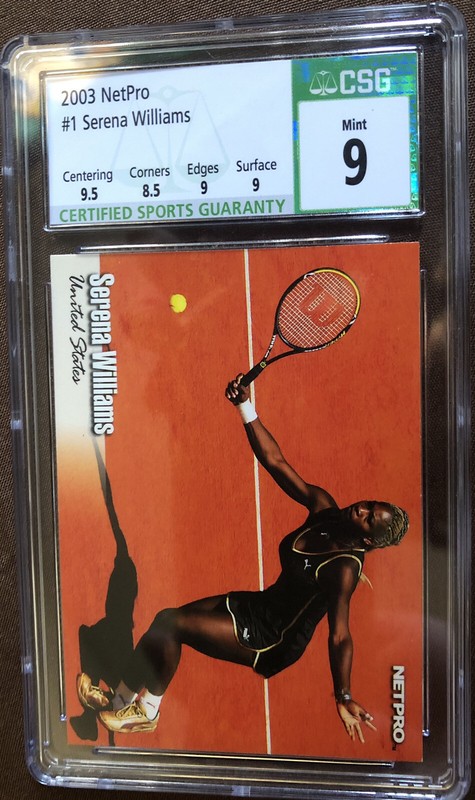 2003 NetPro
#1 Serena Williams
Centering Corners Edges Surface
9.5 8.5 9 9
CERTIFIED SPORTS GUARANTY
CSG™
Mint
9
Serena Williams
United States
NETPRO
W